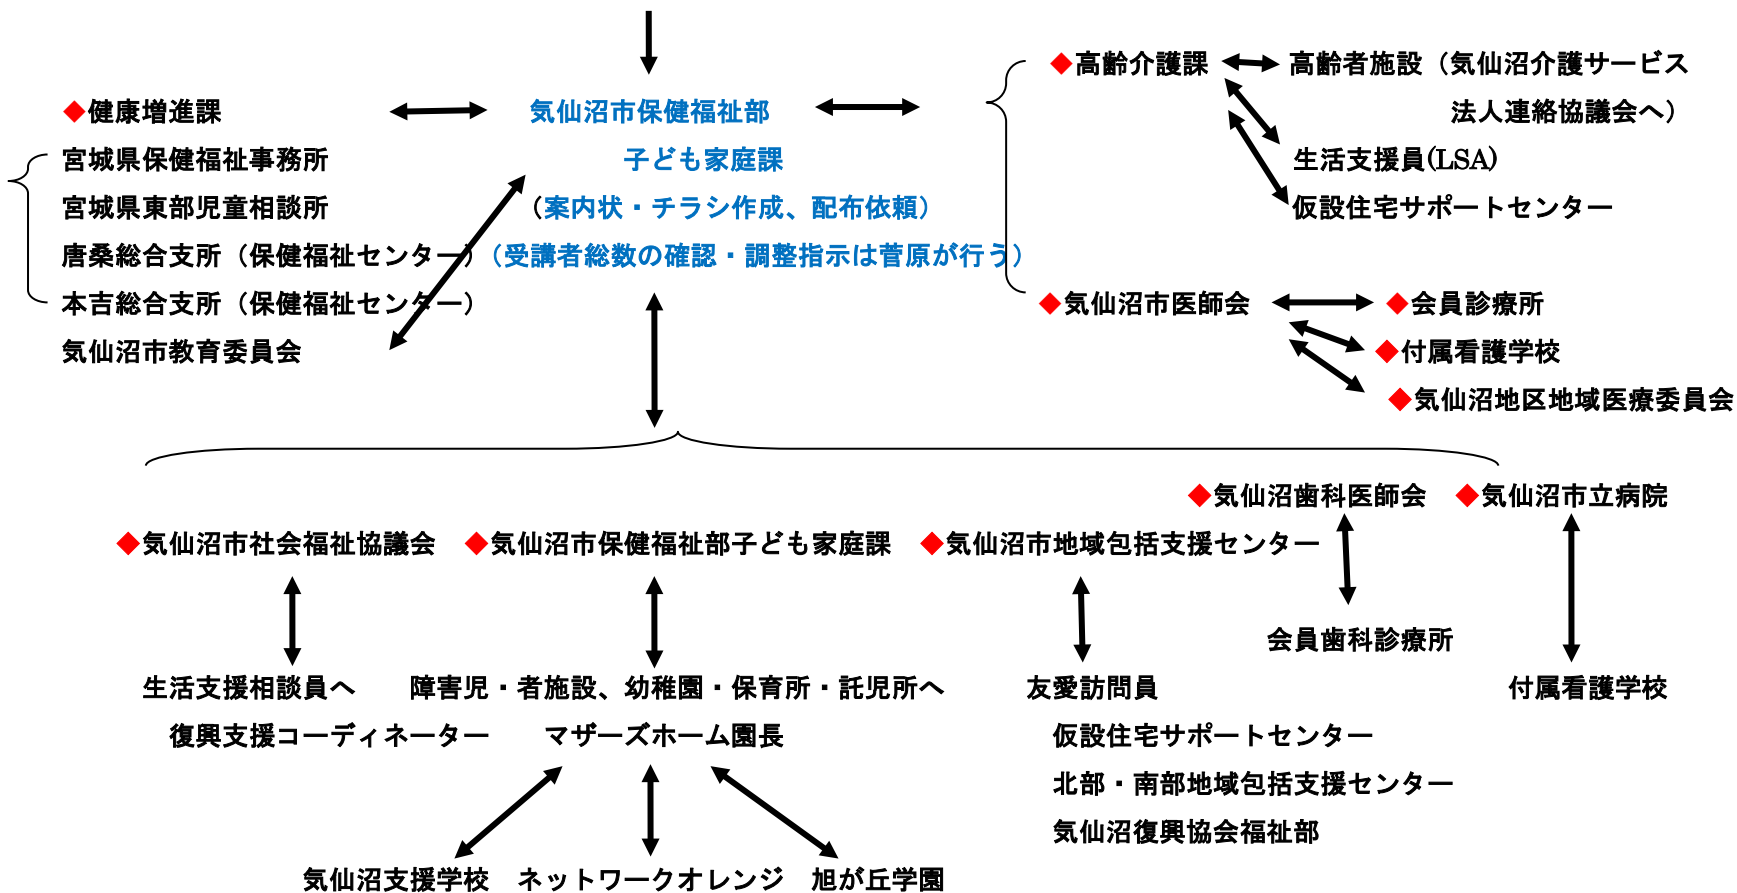 ◆高齢介護課
高齢者施設（気仙沼介護サービス
法人連絡協議会へ）
生活支援員(LSA)
仮設住宅サポートセンター
◆健康増進課
宮城県保健福祉事務所
宮城県東部児童相談所
唐桑総合支所（保健福祉センター）
本吉総合支所（保健福祉センター）
気仙沼市教育委員会
気仙沼市保健福祉部
子ども家庭課
（案内状・チラシ作成、配布依頼）
（受講者総数の確認・調整指示は菅原が行う）
◆気仙沼市医師会
◆会員診療所
◆付属看護学校
◆気仙沼地区地域医療委員会
◆気仙沼歯科医師会
◆気仙沼市立病院
◆気仙沼市社会福祉協議会
◆気仙沼市保健福祉部子ども家庭課
◆気仙沼市地域包括支援センター
会員歯科診療所
生活支援相談員へ
復興支援コーディネーター
障害児・者施設、幼稚園・保育所・託児所へ
マザーズホーム園長
友愛訪問員
仮設住宅サポートセンター
北部・南部地域包括支援センター
気仙沼復興協会福祉部
付属看護学校
気仙沼支援学校
ネットワークオレンジ
旭が丘学園